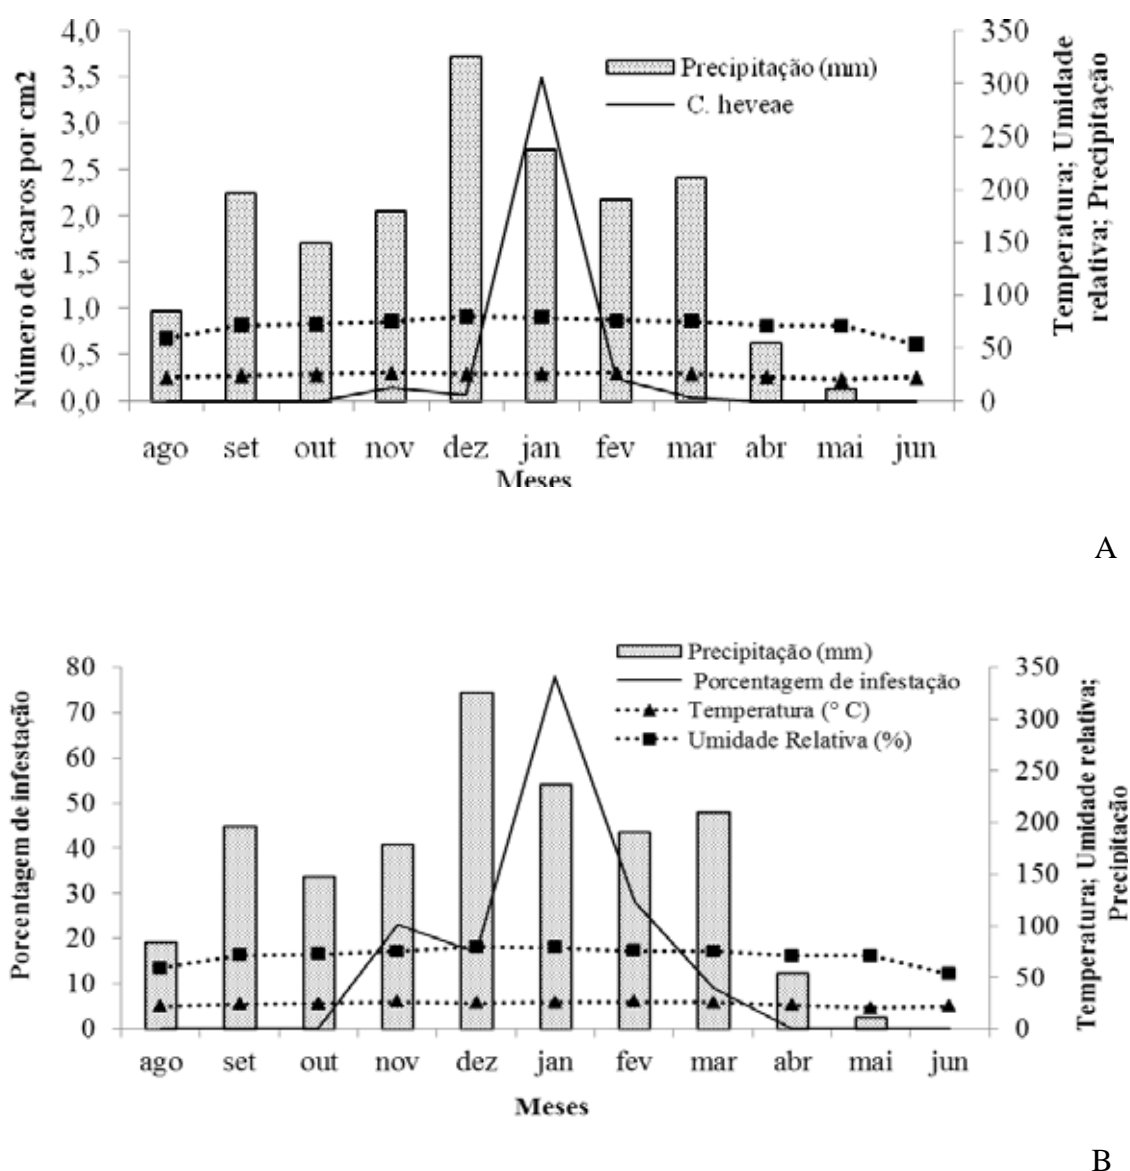 4,0
3,5
3,0
2,5
2,0
1,5
1,0
0,5
0,0
Número de ácaros por cm2
350
300
250
200
150
100
50
0
Temperatura; Umidade
relativa; Precipitação
Precipitação (mm)
C. heveae
ago set out nov dez jan fev mar abr mai jun
Meses
A
80
70
60
50
40
30
20
10
0
Porcentagem de infestação
350
300
250
200
150
100
50
0
Temperatura; Umidade relativa;
Precipitação
Precipitação (mm)
Porcentagem de infestação
Temperatura (° C)
Umidade Relativa (%)
ago set out nov dez jan fev mar abr mai jun
Meses
B